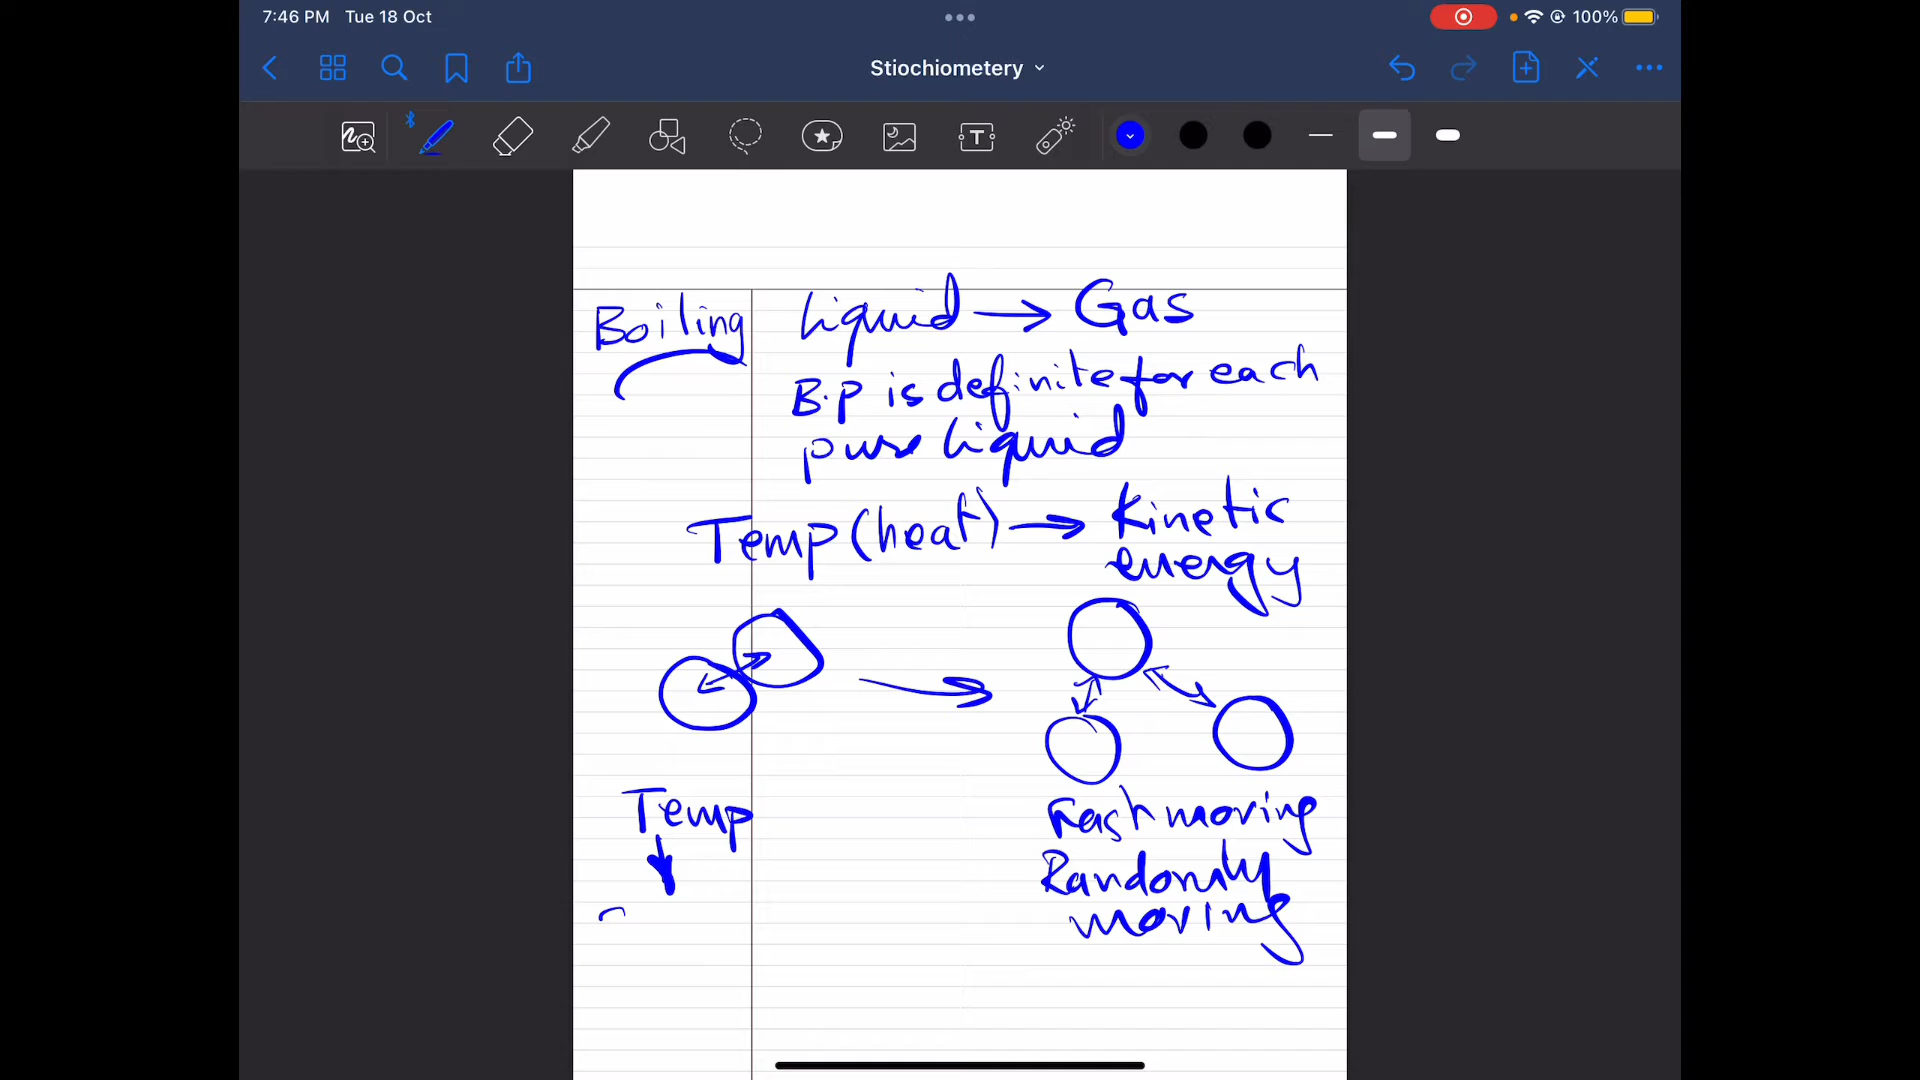 7:46 PM Tue 18 Oct
100%
Stiochiometery
T
Boiling Liquid → Gas
B.P is definite for each
pure liquid
Temp (heat) → Kinetic
energy
Temp
moving
Randomly
moving